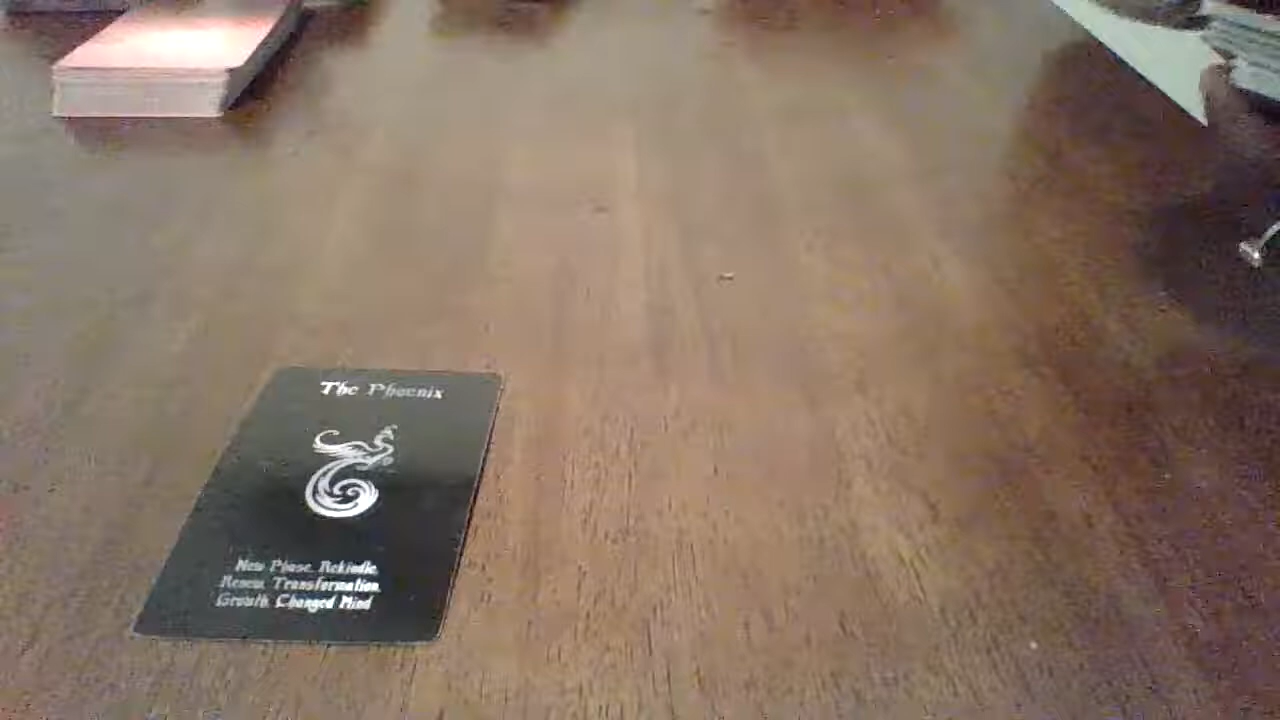 The Phoenix
New Phase, Rekindle,
Renew, Transformation,
Growth, Changed Mind